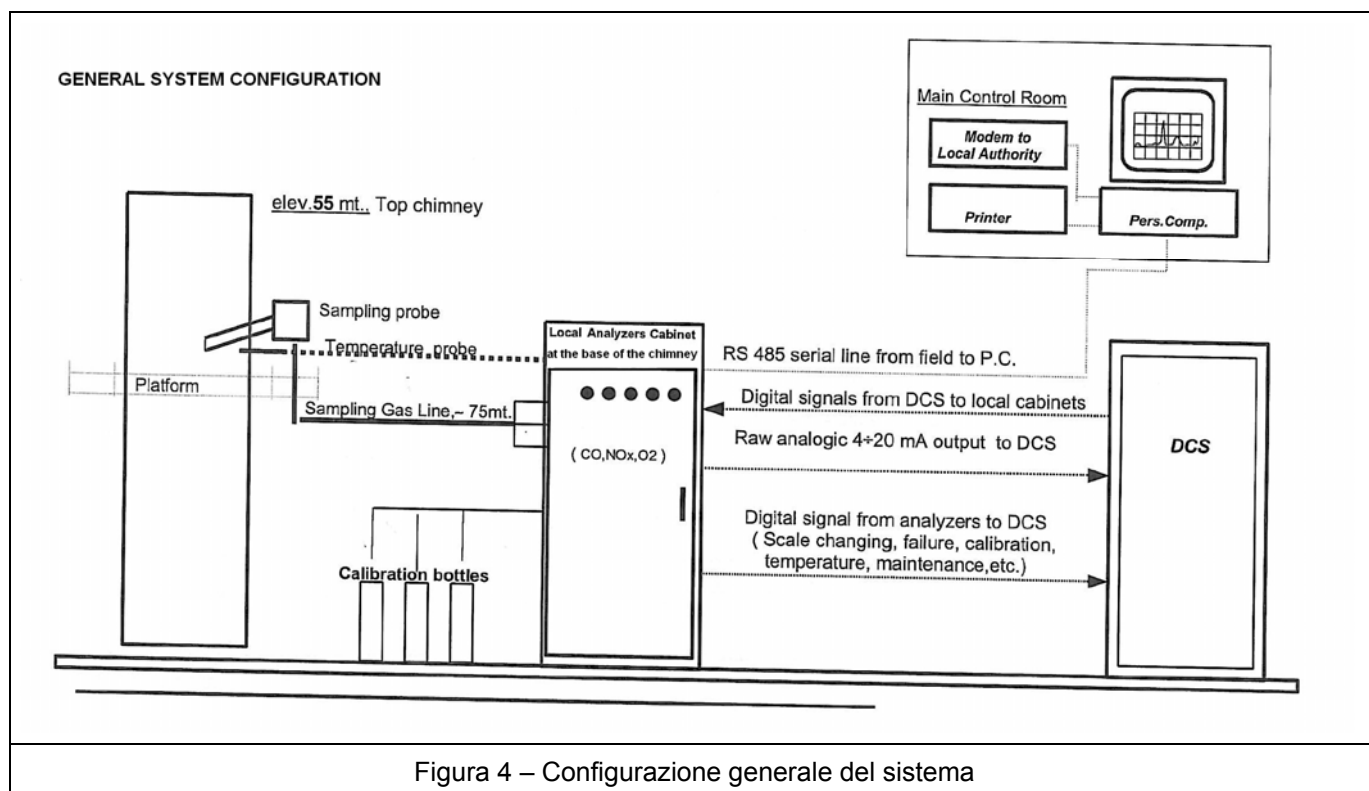 GENERAL SYSTEM CONFIGURATION
Main Control Room
Modem to
Local Authority
Printer
Pers.Comp.
elev.55 mt.. Top chimney
Sampling probe
Temperature probe
Platform
Sampling Gas Line,~ 75mt.
Local Analyzers Cabinet
at the base of the chimney
( CO,NOx,O2 )
Calibration bottles
RS 485 serial line from field to P.C.
Digital signals from DCS to local cabinets
Raw analogic 4÷20 mA output to DCS
Digital signal from analyzers to DCS
( Scale changing, failure, calibration,
temperature, maintenance,etc.)
DCS
Figura 4 – Configurazione generale del sistema